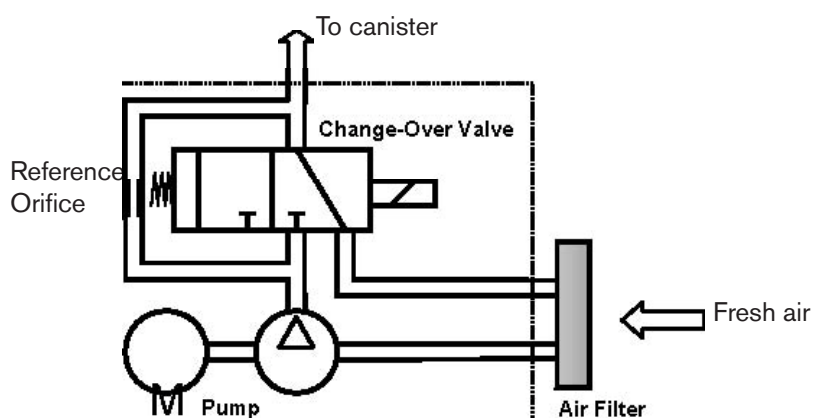 To canister
Change-Over Valve
Reference
Orifice
Fresh air
Pump
Air Filter